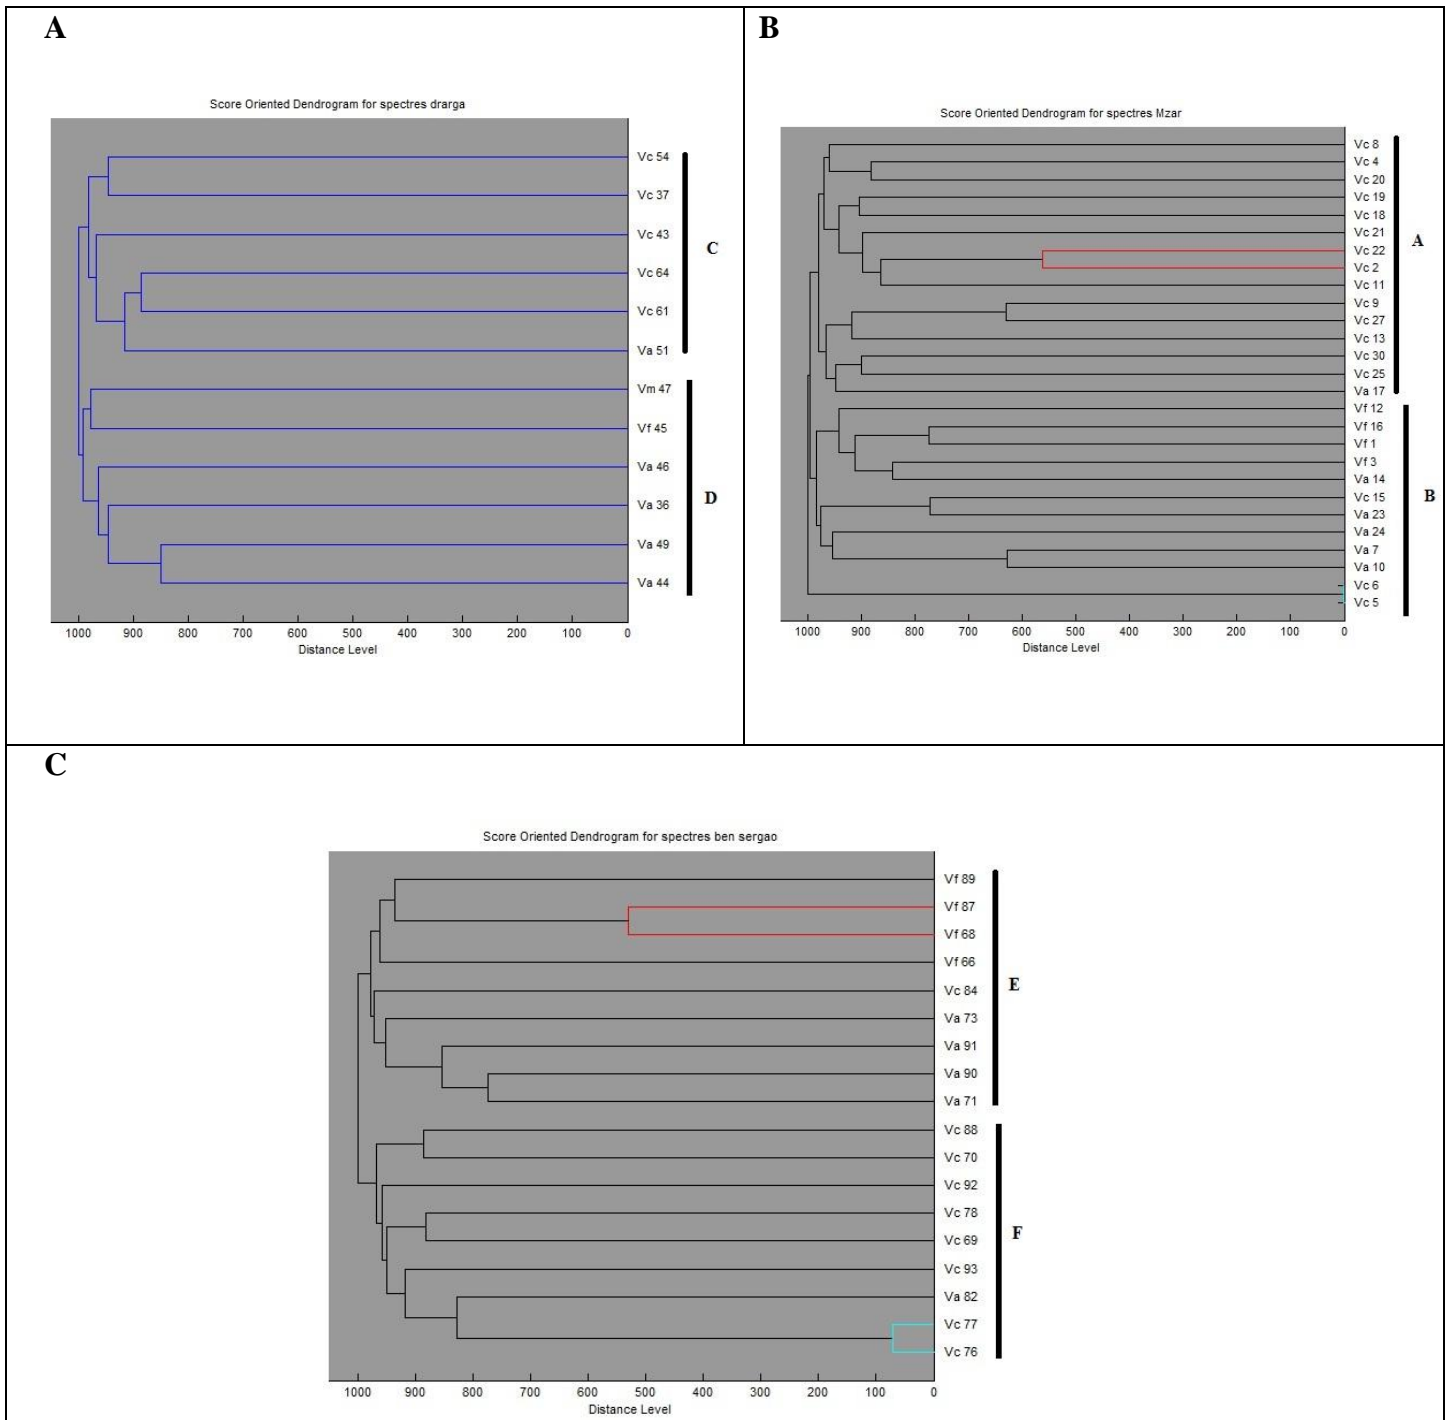 A
Score Oriented Dendrogram for spectres drarga
Vc 54
Vc 37
Vc 43
Vc 64
Vc 61
Va 51
Vm 47
Vf 45
Va 46
Va 36
Va 49
Va 44
C
D
1000 900 800 700 600 500 400 300 200 100 0
Distance Level
B
Score Oriented Dendrogram for spectres Mzar
Vc 8
Vc 4
Vc 20
Vc 19
Vc 18
Vc 21
Vc 22
Vc 2
Vc 11
Vc 9
Vc 27
Vc 13
Vc 30
Vc 25
Va 17
Vf 12
Vf 16
Vf 1
Vf 3
Va 14
Vc 15
Va 23
Va 24
Va 7
Va 10
Vc 6
Vc 5
A
B
1000 900 800 700 600 500 400 300 200 100 0
Distance Level
C
Score Oriented Dendrogram for spectres ben sergao
Vf 89
Vf 87
Vf 68
Vf 66
Vc 84
Va 73
Va 91
Va 90
Va 71
Vc 88
Vc 70
Vc 92
Vc 78
Vc 69
Vc 93
Va 82
Vc 77
Vc 76
E
F
1000 900 800 700 600 500 400 300 200 100 0
Distance Level